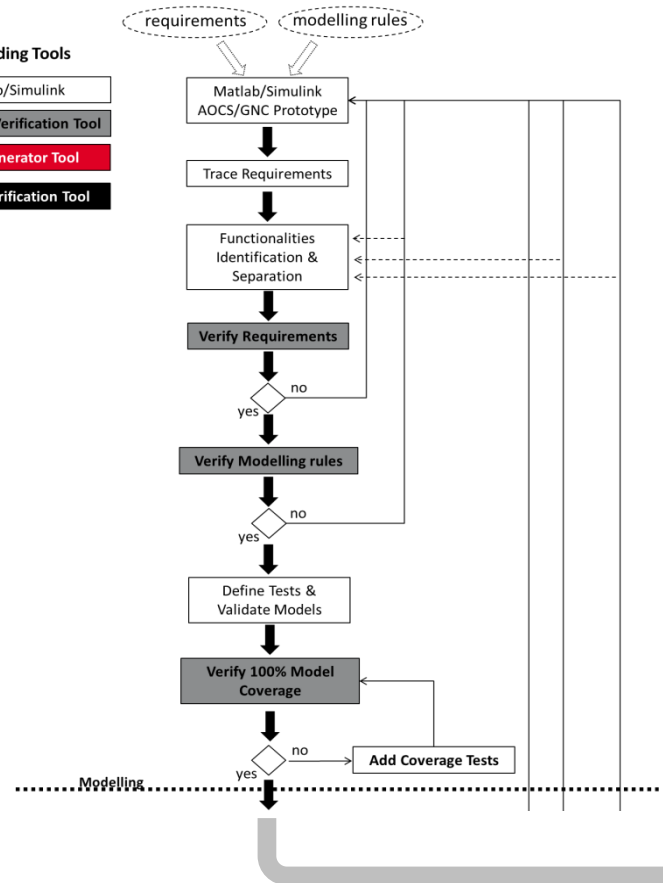 requirements
modelling rules
ding Tools
/Simulink
Verification Tool
nerator Tool
rification Tool
Matlab/Simulink
AOCS/GNC Prototype
Trace Requirements
Functionalities
Identification &
Separation
Verify Requirements
no
yes
Verify Modelling rules
no
yes
Define Tests &
Validate Models
Verify 100% Model
Coverage
no
yes
Add Coverage Tests
Modelling